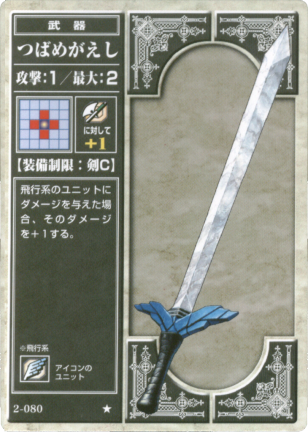 武器
つばめがえし
攻撃:1／最大:2
に対して
+1
【装備制限：剣C】
飛行系のユニットに
ダメージを与えた場
合、そのダメージ
を＋1する。
※飛行系
アイコンの
ユニット
2-080
★